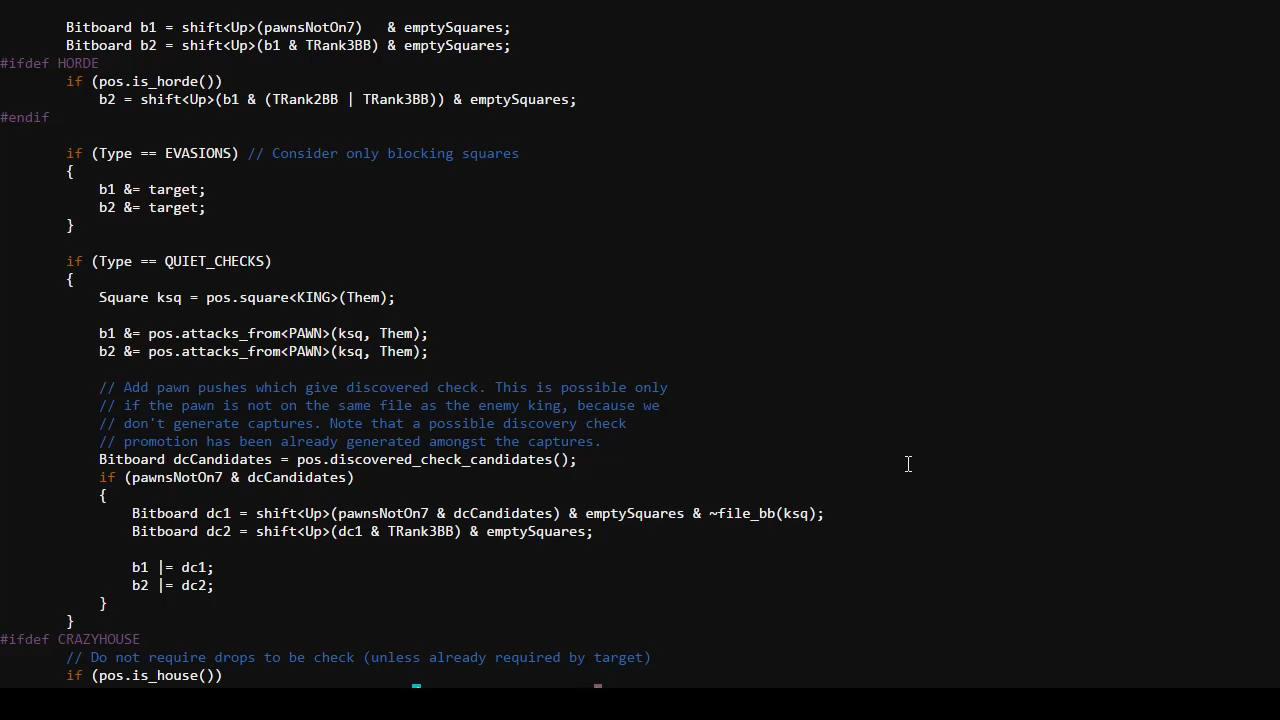 Bitboard b1 = shift<Up>(pawnsNotOn7)   & emptySquares;
Bitboard b2 = shift<Up>(b1 & TRank3BB) & emptySquares;
#ifdef HORDE
if (pos.is_horde())
b2 = shift<Up>(b1 & (TRank2BB | TRank3BB)) & emptySquares;
#endif
if (Type == EVASIONS) // Consider only blocking squares
{
b1 &= target;
b2 &= target;
}
if (Type == QUIET_CHECKS)
{
Square ksq = pos.square<KING>(Them);
b1 &= pos.attacks_from<PAWN>(ksq, Them);
b2 &= pos.attacks_from<PAWN>(ksq, Them);
// Add pawn pushes which give discovered check. This is possible only
// if the pawn is not on the same file as the enemy king, because we
// don't generate captures. Note that a possible discovery check
// promotion has been already generated amongst the captures.
Bitboard dcCandidates = pos.discovered_check_candidates();
if (pawnsNotOn7 & dcCandidates)
{
Bitboard dc1 = shift<Up>(pawnsNotOn7 & dcCandidates) & emptySquares & ~file_bb(ksq);
Bitboard dc2 = shift<Up>(dc1 & TRank3BB) & emptySquares;
b1 |= dc1;
b2 |= dc2;
}
}
#ifdef CRAZYHOUSE
// Do not require drops to be check (unless already required by target)
if (pos.is_house())